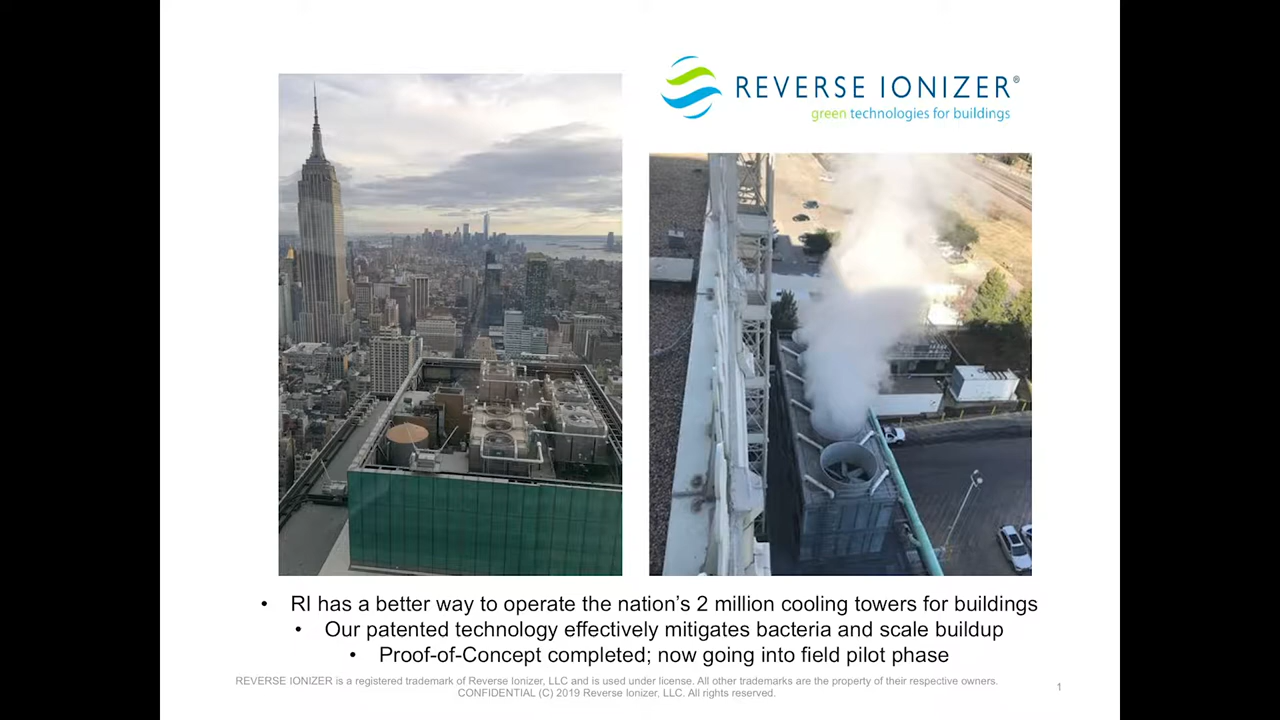 REVERSE IONIZER®
green technologies for buildings
• RI has a better way to operate the nation’s 2 million cooling towers for buildings
• Our patented technology effectively mitigates bacteria and scale buildup
• Proof-of-Concept completed; now going into field pilot phase
REVERSE IONIZER is a registered trademark of Reverse Ionizer, LLC and is used under license. All other trademarks are the property of their respective owners.
CONFIDENTIAL (C) 2019 Reverse Ionizer, LLC. All rights reserved.
1